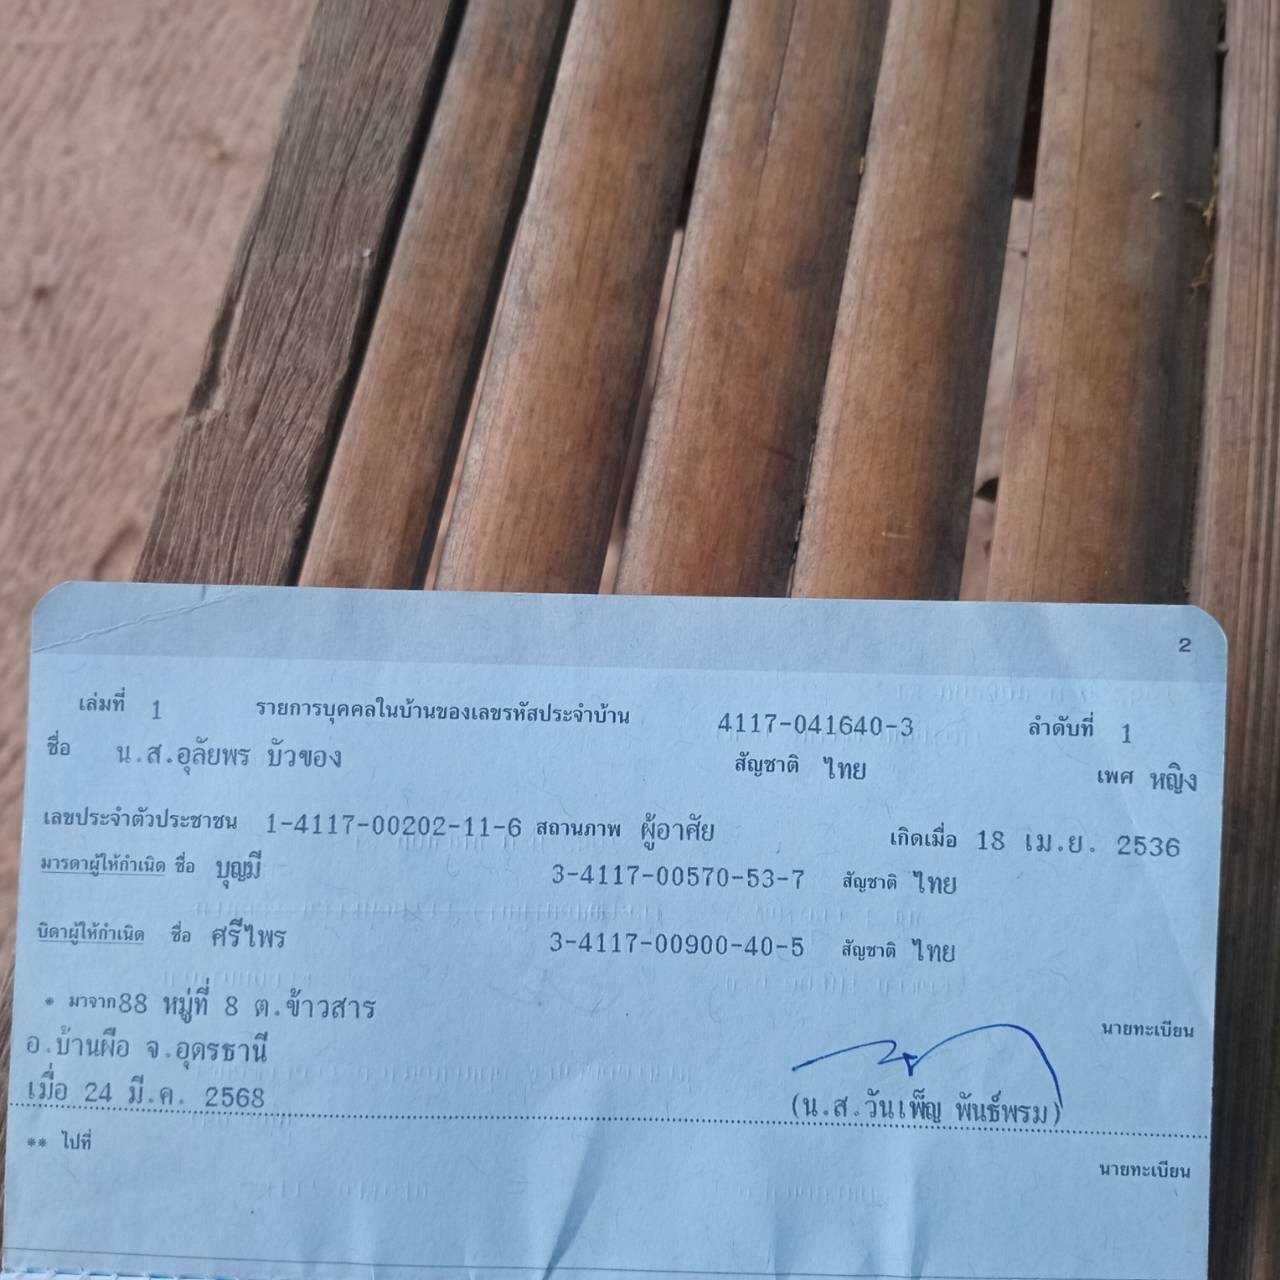 2
เล่มที่ 1 รายการบุคคลในบ้านของเลขรหัสประจำบ้าน 4117-041640-3 ลำดับที่ 1
ชื่อ น.ส.อุลัยพร บัวของ สัญชาติ ไทย เพศ หญิง
เลขประจำตัวประชาชน 1-4117-00202-11-6 สถานภาพ ผู้อาศัย เกิดเมื่อ 18 เม.ย. 2536
มารดาผู้ให้กำเนิด ชื่อ บุญมี 3-4117-00570-53-7 สัญชาติ ไทย
บิดาผู้ให้กำเนิด ชื่อ ศรีไพร 3-4117-00900-40-5 สัญชาติ ไทย
* มาจาก 88 หมู่ที่ 8 ต.ข้าวสาร
นายทะเบียน
อ.บ้านผือ จ.อุดรธานี
เมื่อ 24 มี.ค. 2568 (น.ส.วันเพ็ญ พันธ์พรม)
** ไปที่
นายทะเบียน